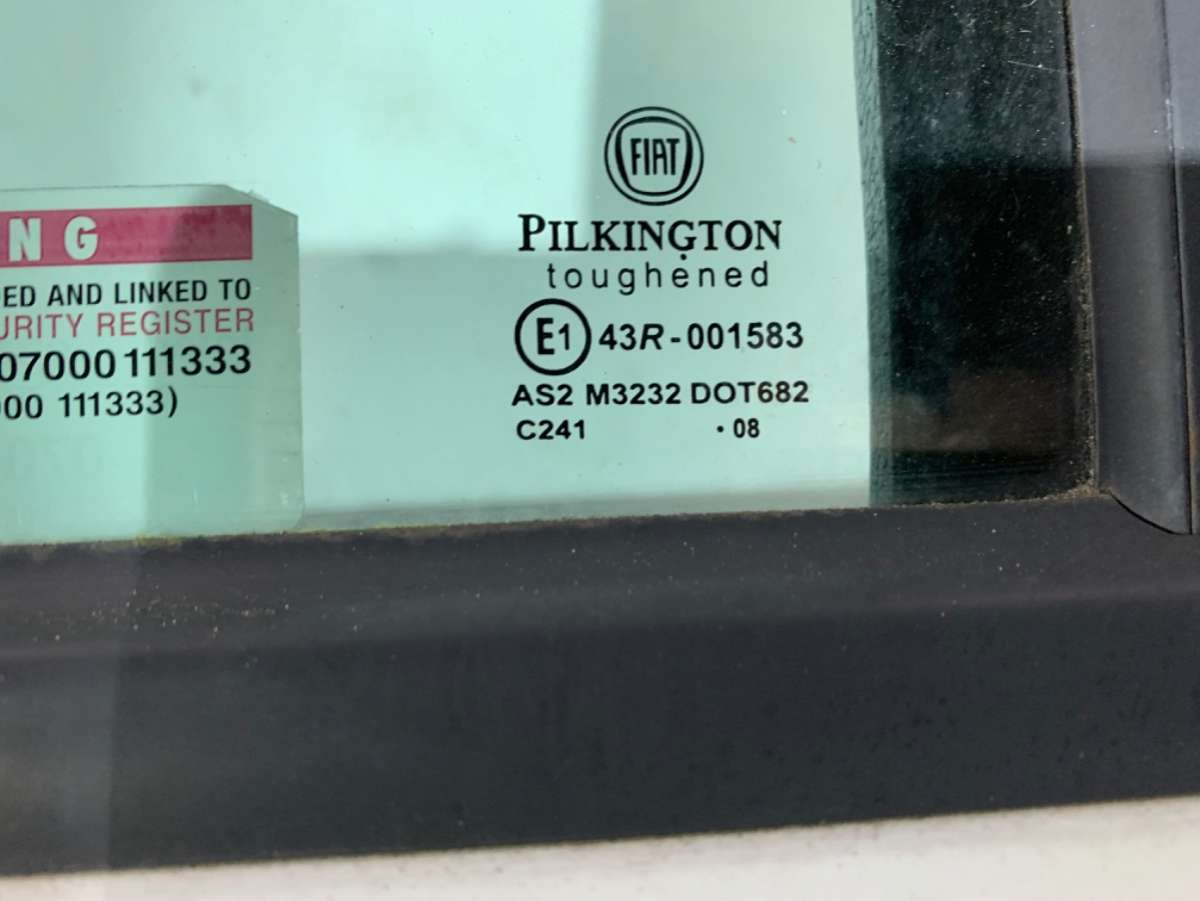 NG
ED AND LINKED TO
URITY REGISTER
07000 111333
00 111333)
FIAT
PILKINGTON
toughened
E1 43R-001583
AS2 M3232 DOT682
C241 • 08